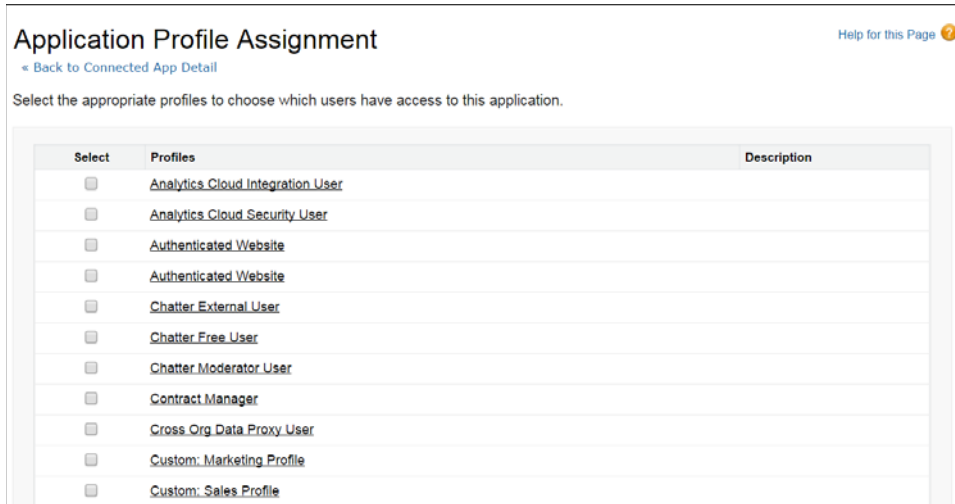 Application Profile Assignment
Help for this Page ?
« Back to Connected App Detail
Select the appropriate profiles to choose which users have access to this application.
Select Profiles Description
Analytics Cloud Integration User
Analytics Cloud Security User
Authenticated Website
Authenticated Website
Chatter External User
Chatter Free User
Chatter Moderator User
Contract Manager
Cross Org Data Proxy User
Custom: Marketing Profile
Custom: Sales Profile